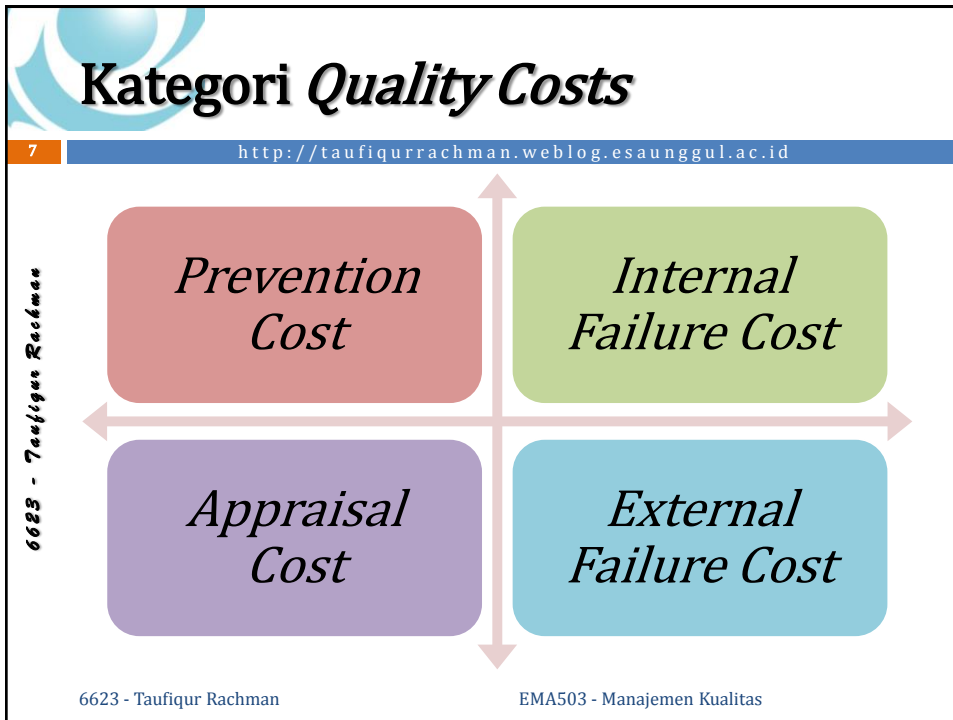 Kategori Quality Costs
7
http://taufiqurrachman.weblog.esaunggul.ac.id
Prevention
Cost
Internal
Failure Cost
Appraisal
Cost
External
Failure Cost
6623 - Taufiqur Rachman
6623 - Taufiqur Rachman
EMA503 - Manajemen Kualitas